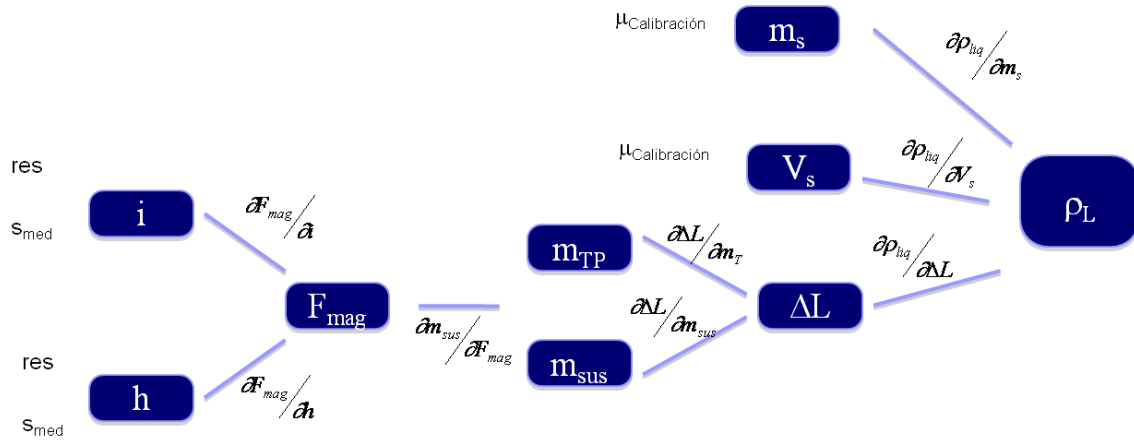 μCalibración
ms
∂ρliq/∂ms
μCalibración
Vs
∂ρliq/∂Vs
ρL
res
smed
i
∂Fmag/∂i
mTP
∂ΔL/∂mT
∂ρliq/∂ΔL
Fmag
∂msus/∂Fmag
ΔL
∂ΔL/∂msus
msus
res
smed
h
∂Fmag/∂h